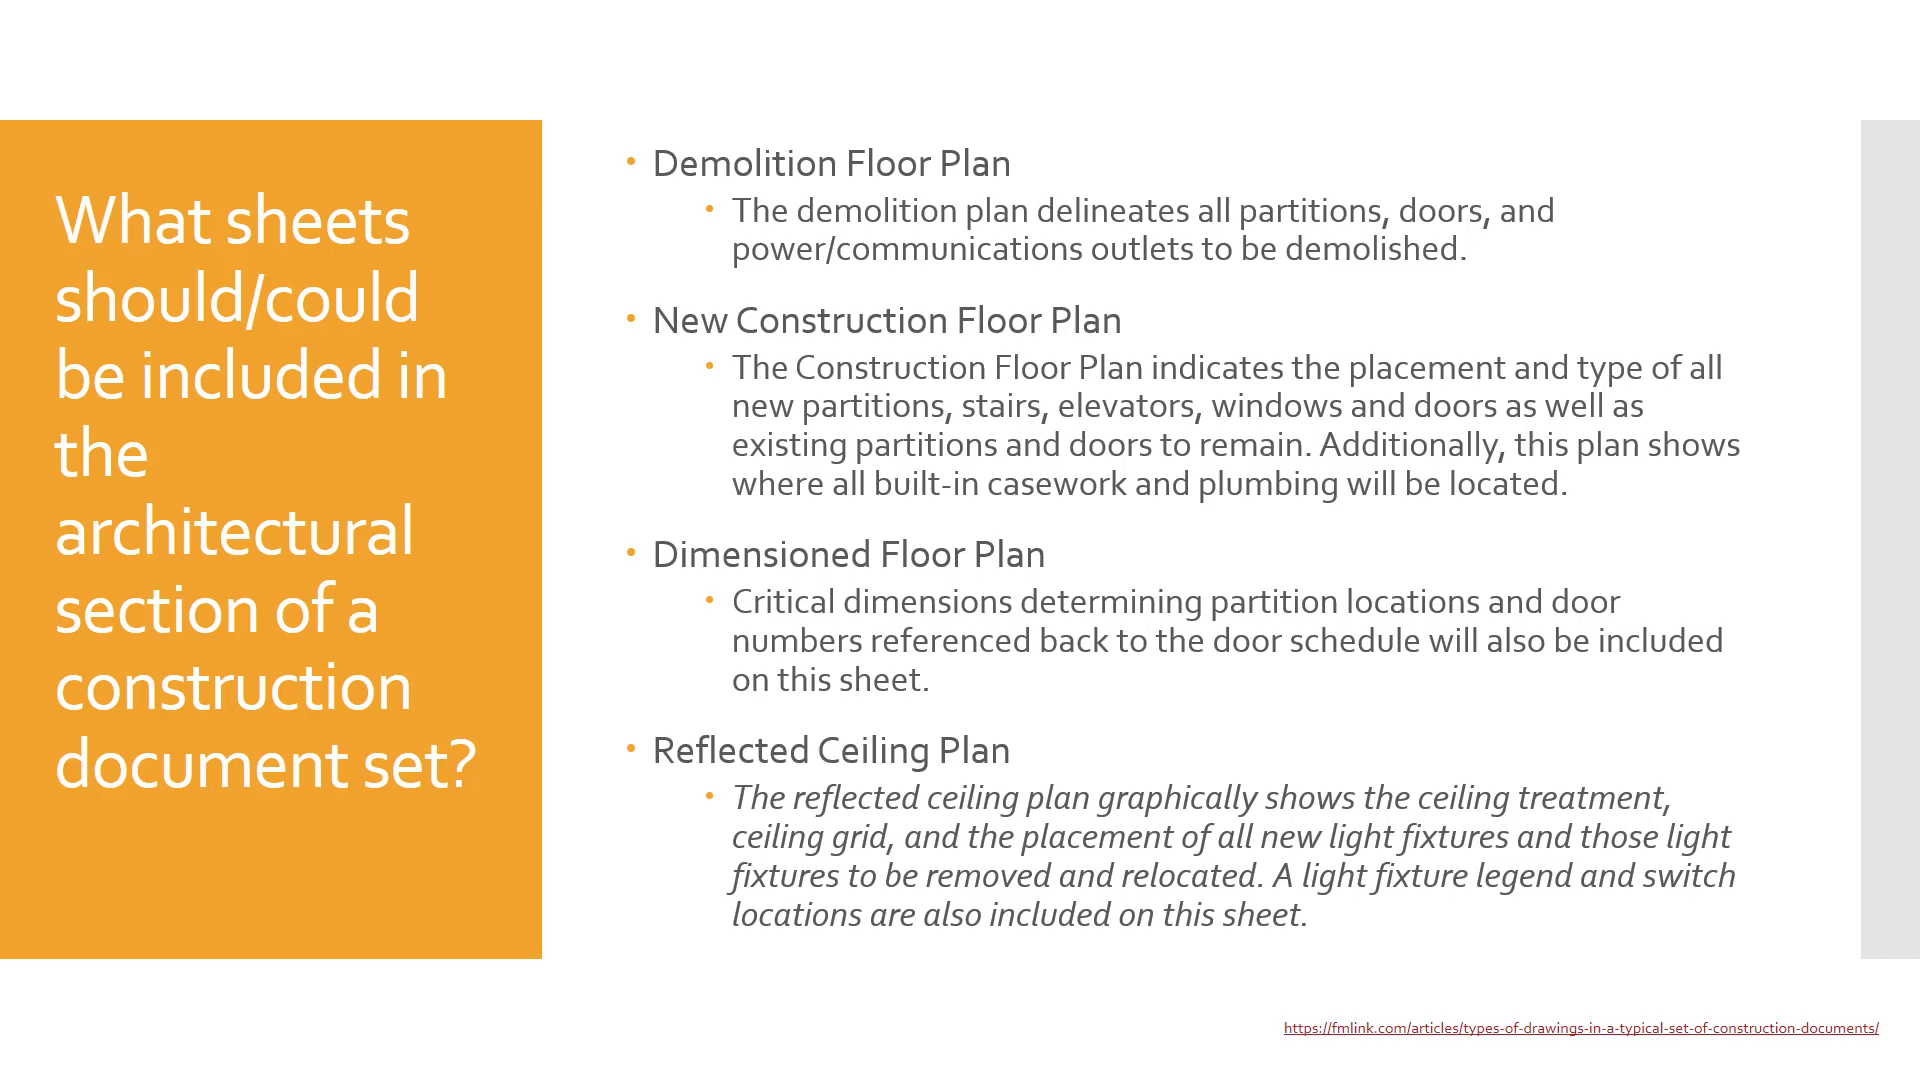 What sheets
should/could
be included in
the
architectural
section of a
construction
document set?
• Demolition Floor Plan
• The demolition plan delineates all partitions, doors, and
power/communications outlets to be demolished.
• New Construction Floor Plan
• The Construction Floor Plan indicates the placement and type of all
new partitions, stairs, elevators, windows and doors as well as
existing partitions and doors to remain. Additionally, this plan shows
where all built-in casework and plumbing will be located.
• Dimensioned Floor Plan
• Critical dimensions determining partition locations and door
numbers referenced back to the door schedule will also be included
on this sheet.
• Reflected Ceiling Plan
• The reflected ceiling plan graphically shows the ceiling treatment,
ceiling grid, and the placement of all new light fixtures and those light
fixtures to be removed and relocated. A light fixture legend and switch
locations are also included on this sheet.
https://fmlink.com/articles/types-of-drawings-in-a-typical-set-of-construction-documents/